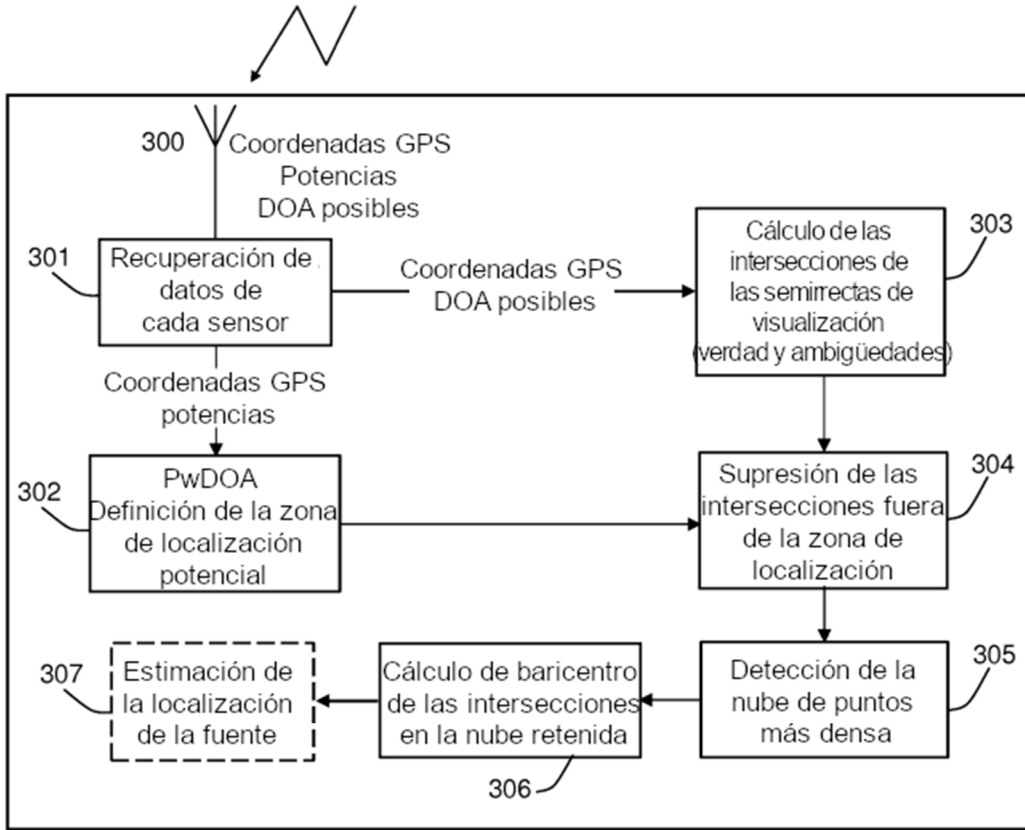 300
Coordenadas GPS
Potencias
DOA posibles
301
Recuperación de
datos de
cada sensor
Coordenadas GPS
DOA posibles
Cálculo de las
intersecciones de
las semirrectas de
visualización
(verdad y ambigüedades)
303
Coordenadas GPS
potencias
302
PwDOA
Definición de la zona
de localización
potencial
Supresión de las
intersecciones fuera
de la zona de
localización
304
307
Estimación de
la localización
de la fuente
Cálculo de baricentro
de las intersecciones
en la nube retenida
306
Detección de la
nube de puntos
más densa
305